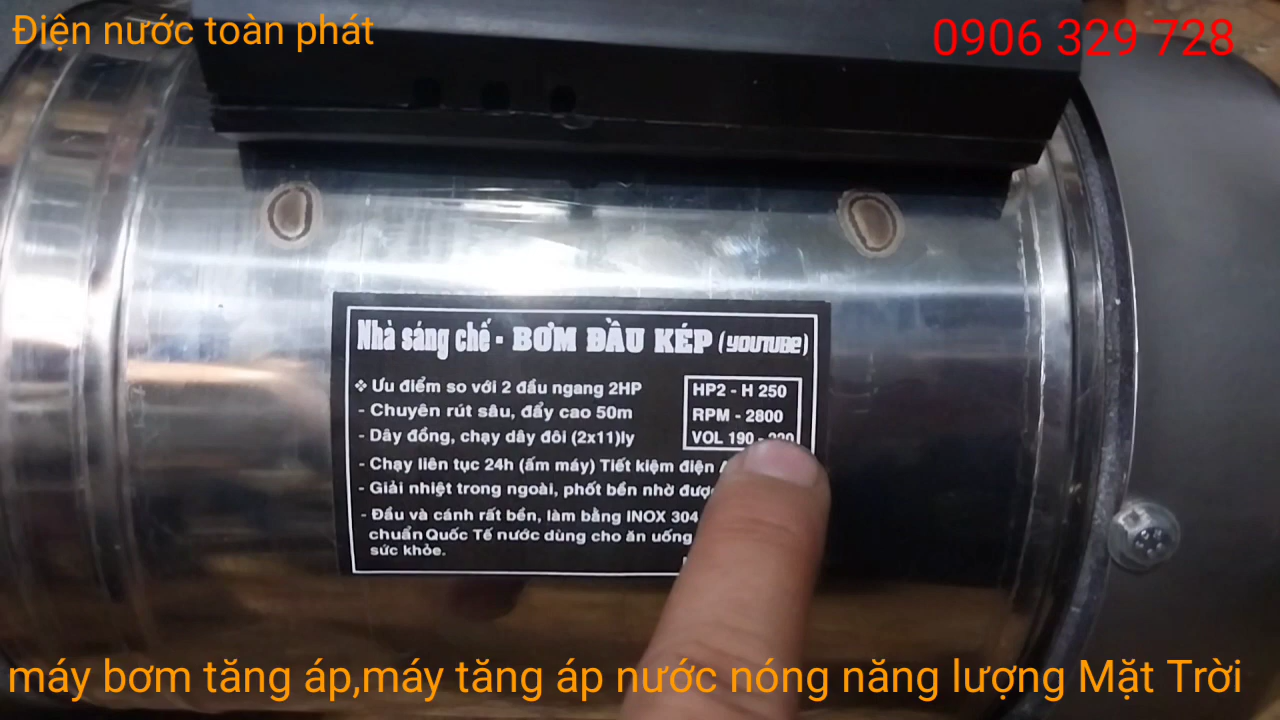 Điện nước toàn phát
0906 329 728
Nhà sáng chế - BƠM ĐẦU KÉP (YOUTUBE)
❖ Ưu điểm so với 2 đầu ngang 2HP
- Chuyên rút sâu, đẩy cao 50m
- Dây đồng, chạy dây đôi (2x11)ly
HP2 - H 250
RPM - 2800
VOL 190 - 220
- Chạy liên tục 24h (ấm máy) Tiết kiệm điện
- Giải nhiệt trong ngoài, phốt bền nhờ
- Đầu và cánh rất bền, làm bằng INOX 304
chuẩn Quốc Tế nước dùng cho ăn uống
sức khỏe.
máy bơm tăng áp,máy tăng áp nước nóng năng lượng Mặt Trời